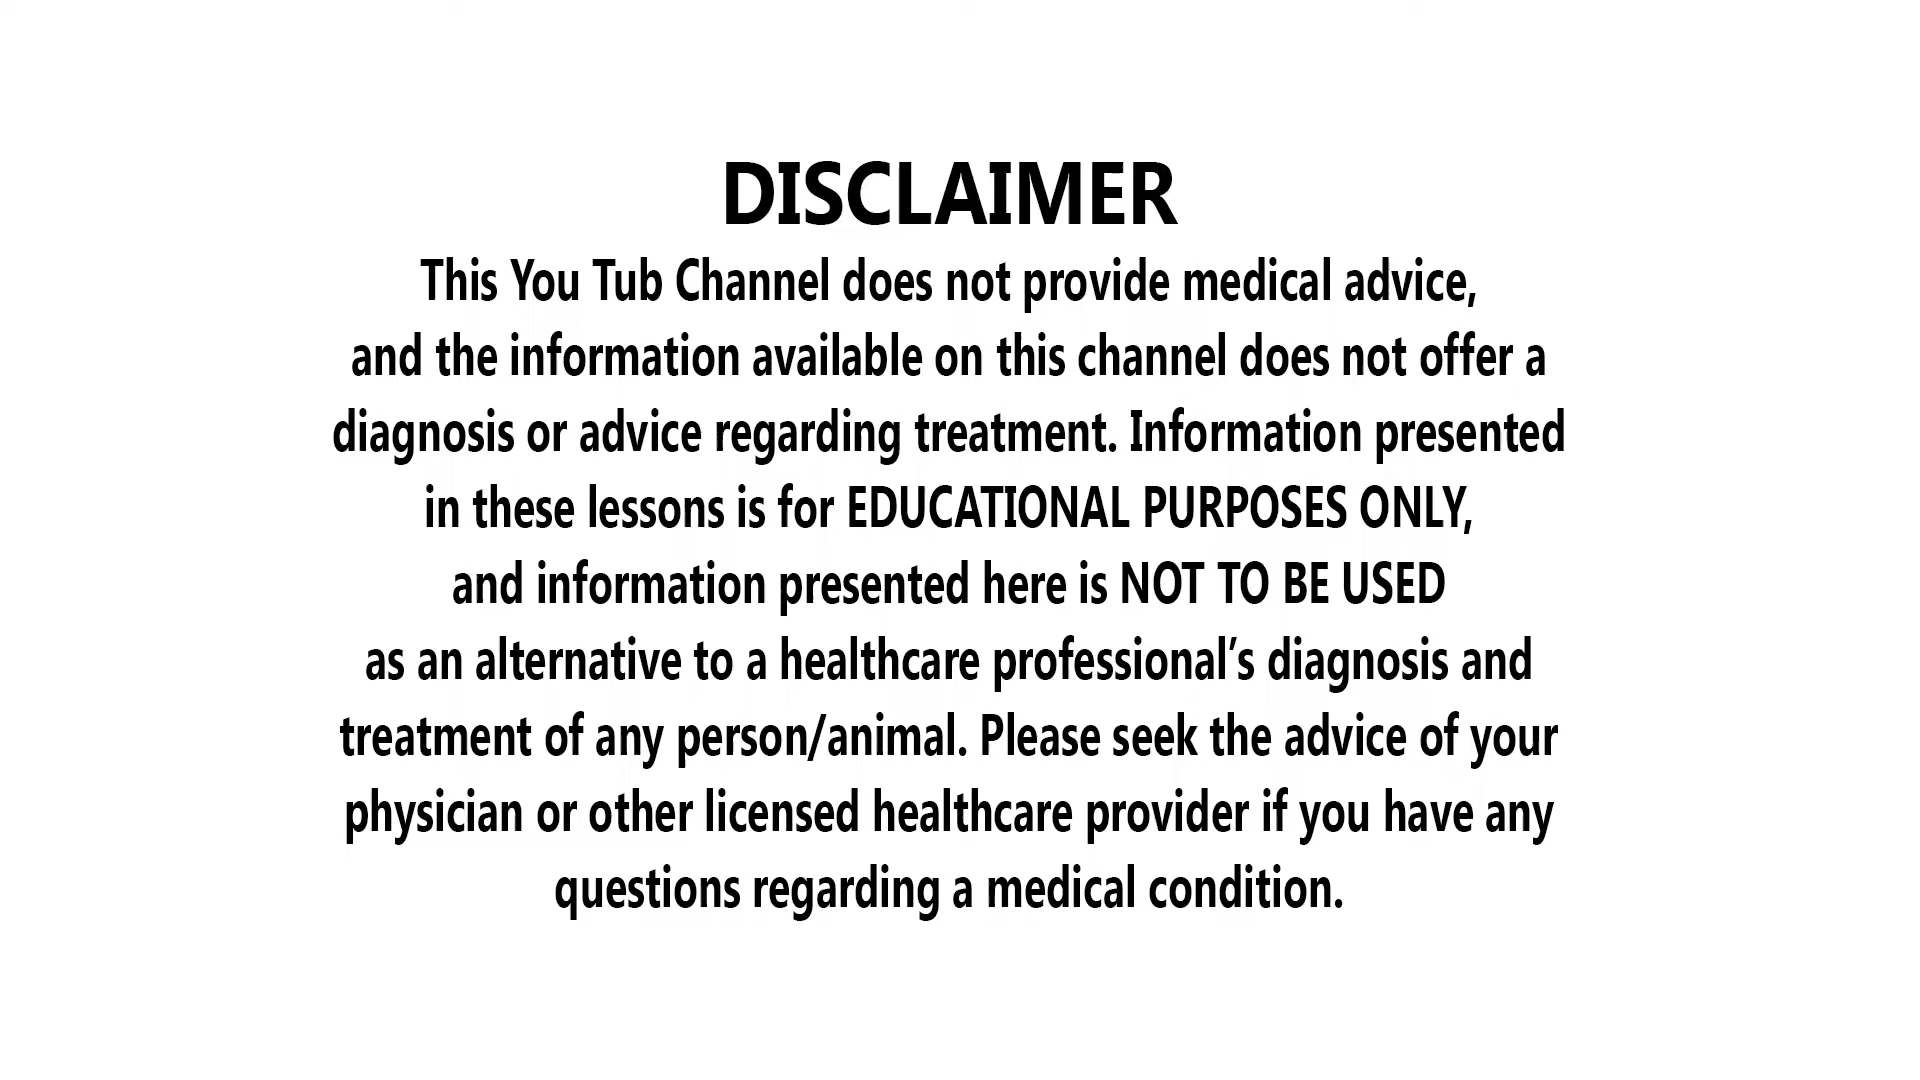 DISCLAIMER
This You Tub Channel does not provide medical advice,
and the information available on this channel does not offer a
diagnosis or advice regarding treatment. Information presented
in these lessons is for EDUCATIONAL PURPOSES ONLY,
and information presented here is NOT TO BE USED
as an alternative to a healthcare professional’s diagnosis and
treatment of any person/animal. Please seek the advice of your
physician or other licensed healthcare provider if you have any
questions regarding a medical condition.